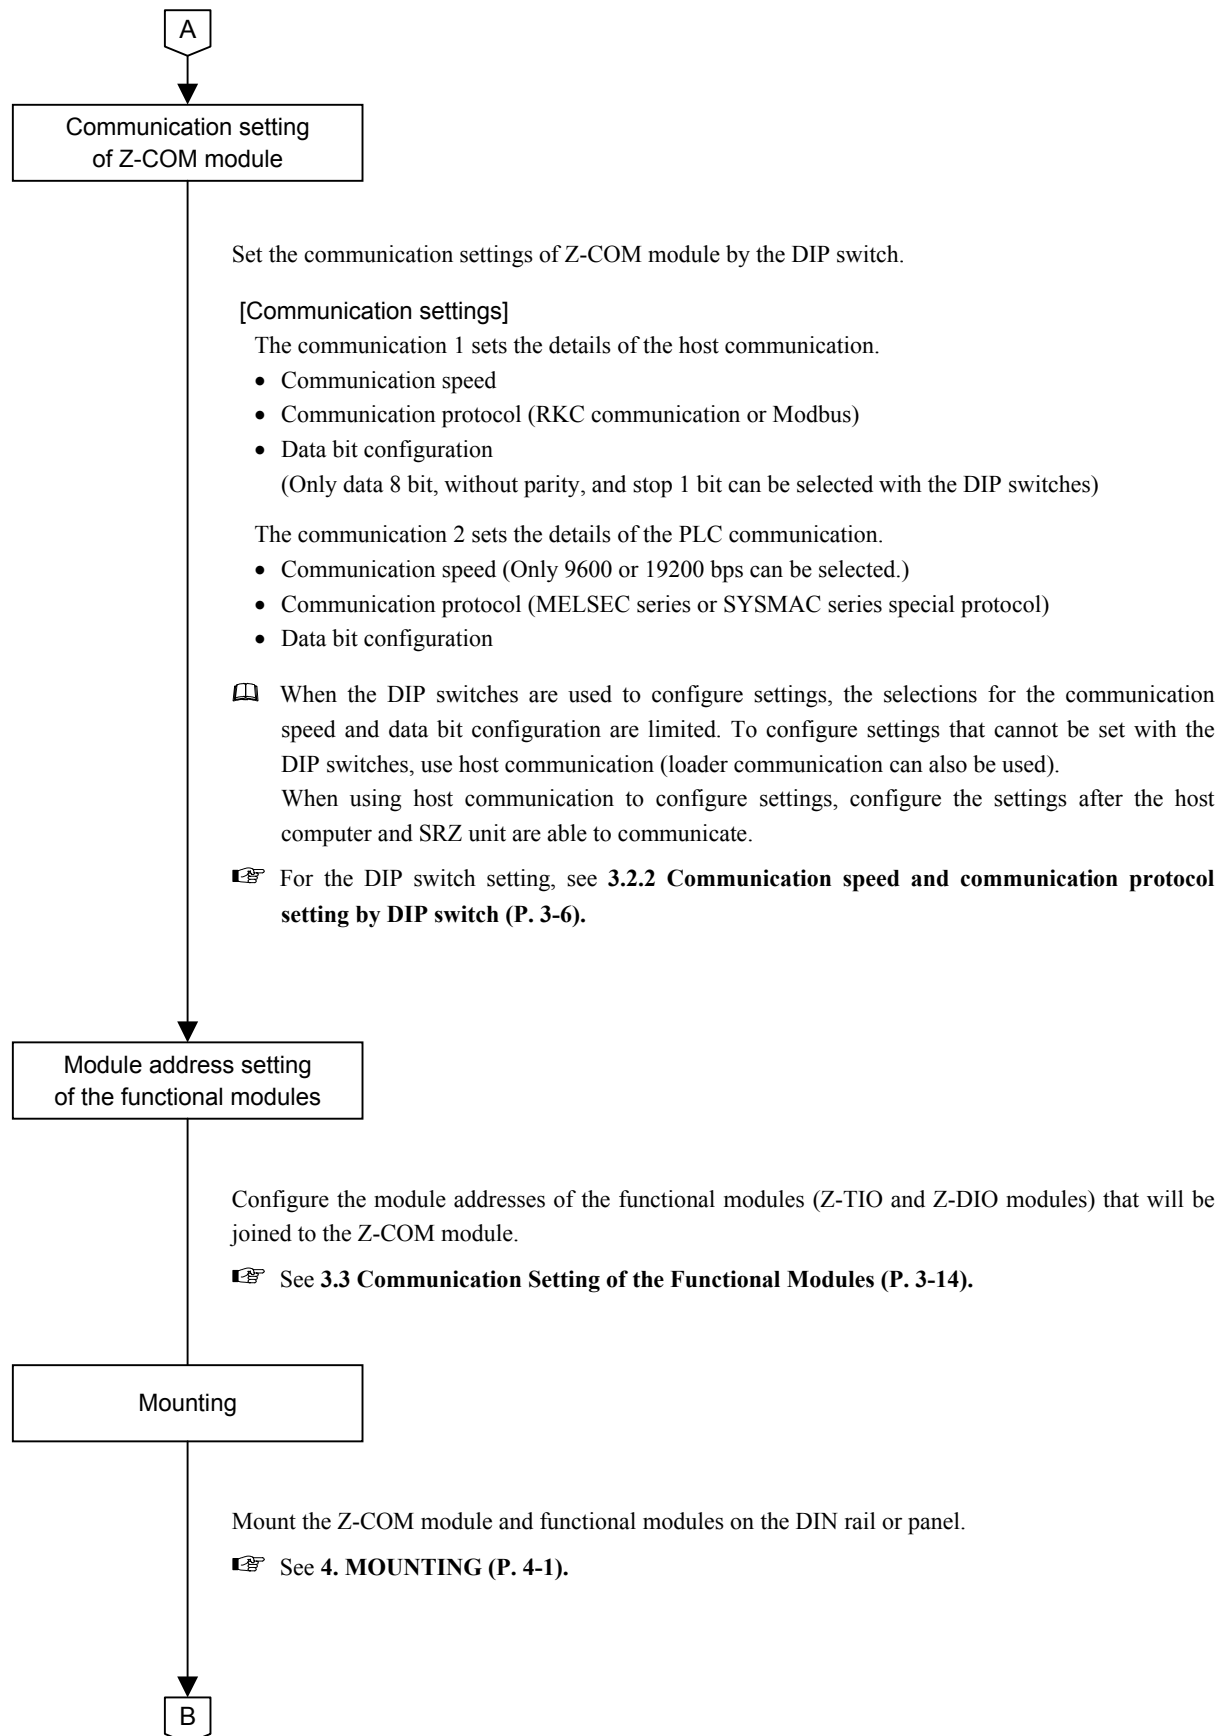 A
Communication setting
of Z-COM module
Set the communication settings of Z-COM module by the DIP switch.
[Communication settings]
The communication 1 sets the details of the host communication.
• Communication speed
• Communication protocol (RKC communication or Modbus)
• Data bit configuration
(Only data 8 bit, without parity, and stop 1 bit can be selected with the DIP switches)
The communication 2 sets the details of the PLC communication.
• Communication speed (Only 9600 or 19200 bps can be selected.)
• Communication protocol (MELSEC series or SYSMAC series special protocol)
• Data bit configuration
When the DIP switches are used to configure settings, the selections for the communication
speed and data bit configuration are limited. To configure settings that cannot be set with the
DIP switches, use host communication (loader communication can also be used).
When using host communication to configure settings, configure the settings after the host
computer and SRZ unit are able to communicate.
For the DIP switch setting, see 3.2.2 Communication speed and communication protocol
setting by DIP switch (P. 3-6).
Module address setting
of the functional modules
Configure the module addresses of the functional modules (Z-TIO and Z-DIO modules) that will be
joined to the Z-COM module.
See 3.3 Communication Setting of the Functional Modules (P. 3-14).
Mounting
Mount the Z-COM module and functional modules on the DIN rail or panel.
See 4. MOUNTING (P. 4-1).
B